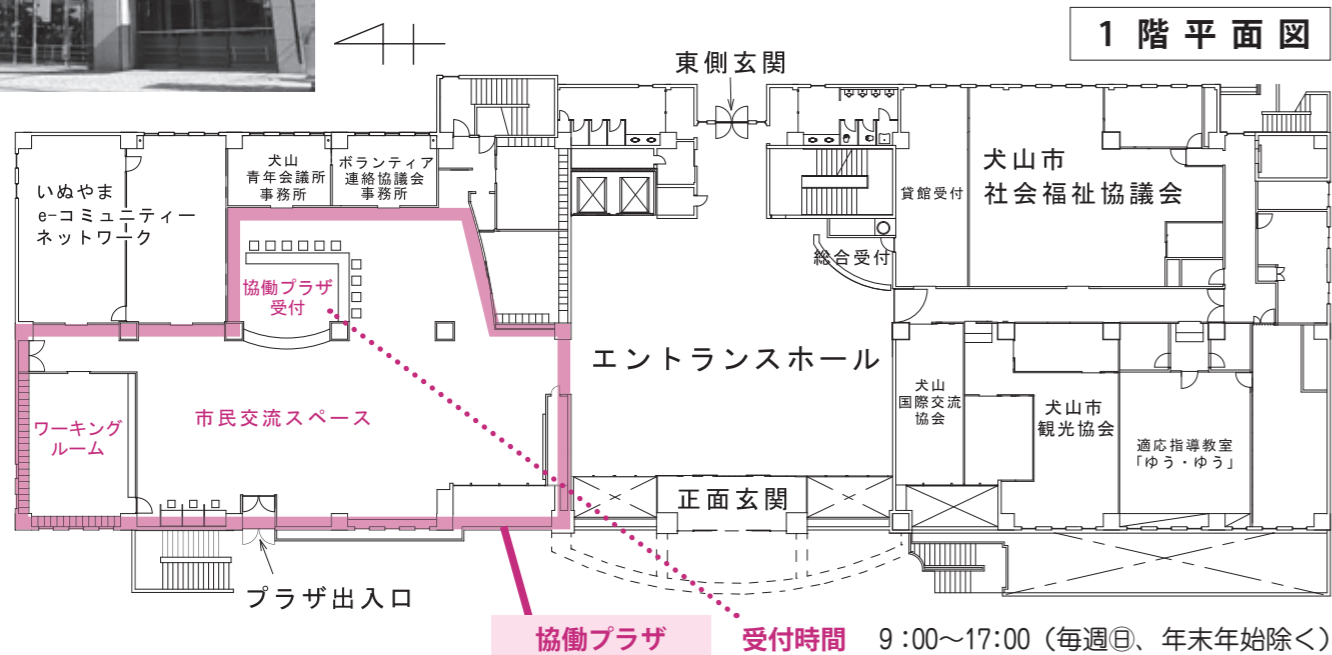 1 階 平 面 図
東側玄関
いぬやま
e-コミュニティー
ネットワーク
犬山
青年会議所
事務所
ボランティア
連絡協議会
事務所
貸館受付
犬山市
社会福祉協議会
総合受付
協働プラザ
受付
エントランスホール
市民交流スペース
ワーキング
ルーム
犬山
国際交流
協会
犬山市
観光協会
適応指導教室
「ゆう・ゆう」
正面玄関
プラザ出入口
協働プラザ
受付時間 9:00〜17:00(毎週㊐、年末年始除く)